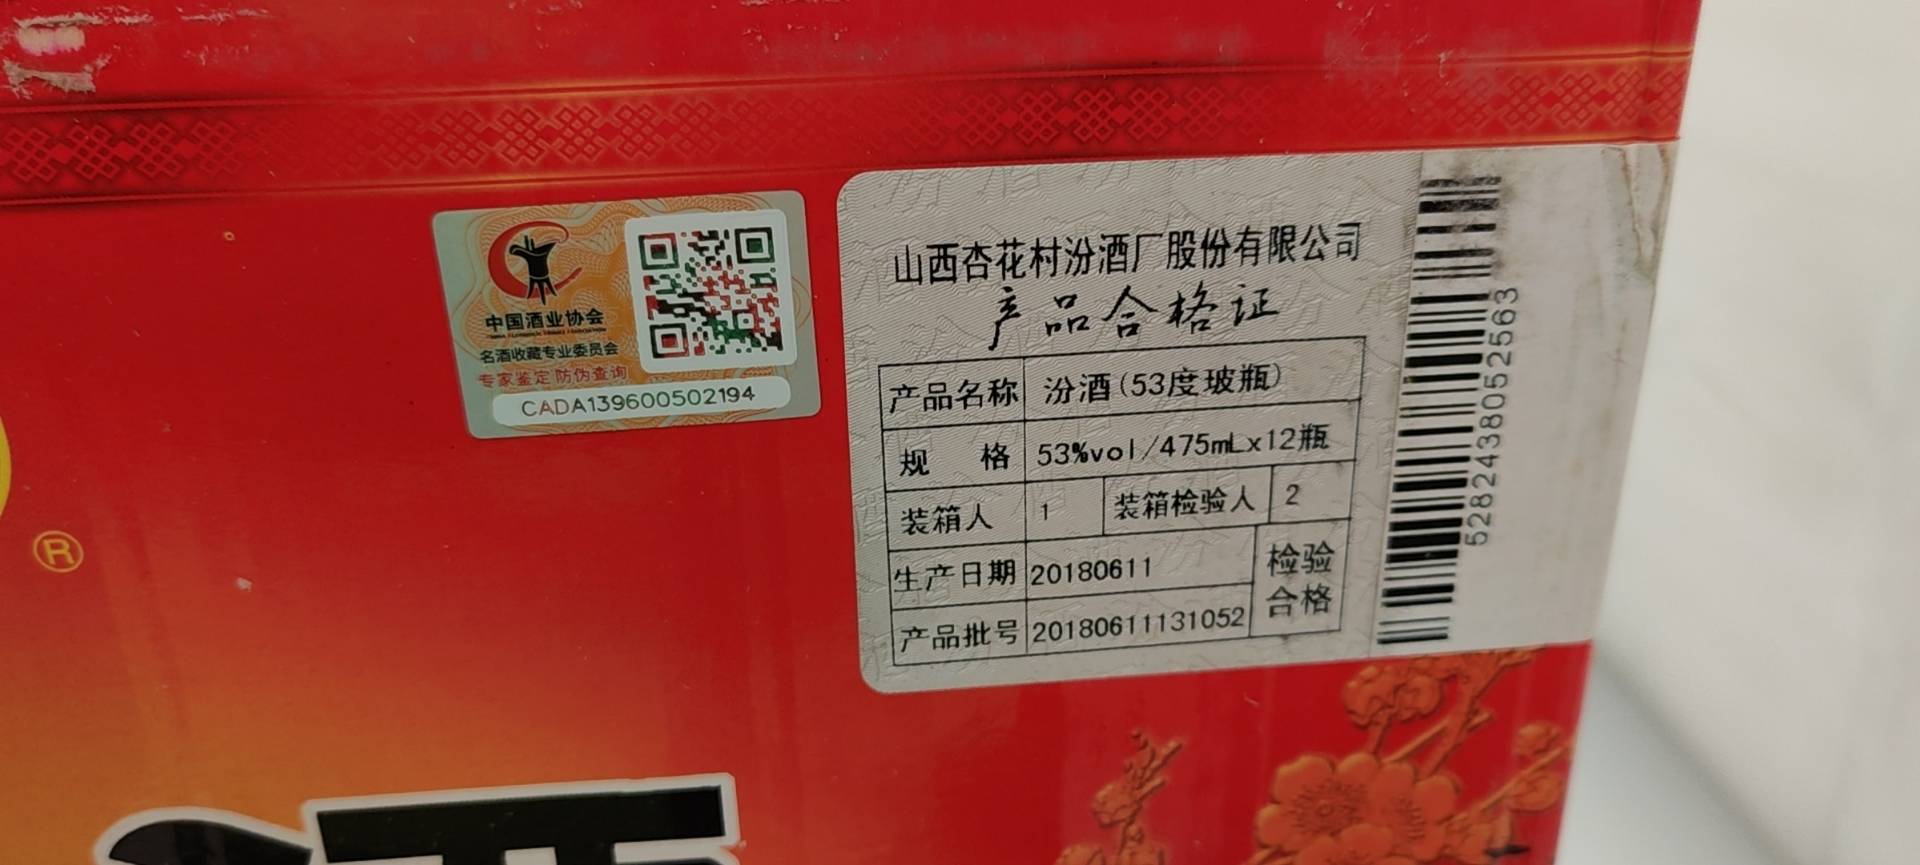 ®
中国酒业协会
名酒收藏专业委员会
专家鉴定 防伪查询
CADA139600502194
山西杏花村汾酒厂股份有限公司
产品合格证
产品名称 汾酒(53度玻瓶)
规 格 53%vol/475mLx12瓶
装箱人 1 装箱检验人 2
生产日期 20180611 检验合格
产品批号 20180611131052
5282438052563